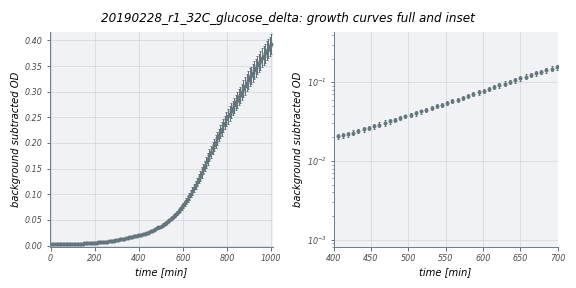 20190228_r1_32C_glucose_delta: growth curves full and inset
background subtracted OD
0.40
0.35
0.30
0.25
0.20
0.15
0.10
0.05
0.00
0 200 400 600 800 1000
time [min]
background subtracted OD
10⁻¹
10⁻²
10⁻³
400 450 500 550 600 650 700
time [min]